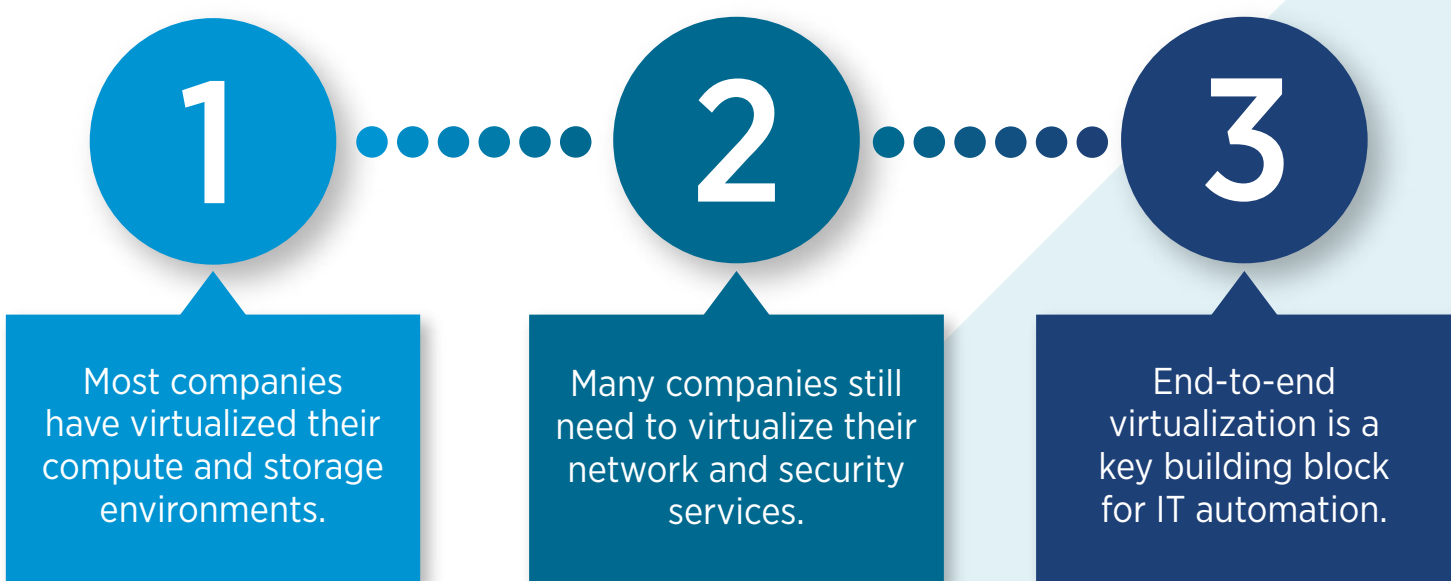 1
2
3
Most companies
have virtualized their
compute and storage
environments.
Many companies still
need to virtualize their
network and security
services.
End-to-end
virtualization is a
key building block
for IT automation.